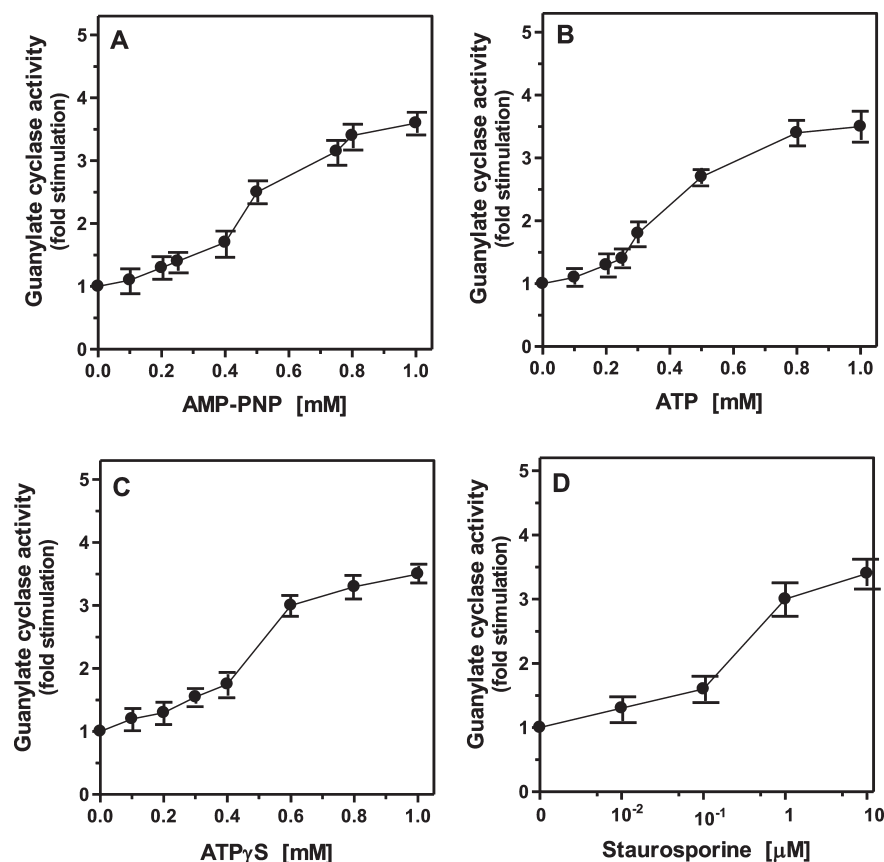 A
Guanylate cyclase activity
(fold stimulation)
5
4
3
2
1
0
0.0 0.2 0.4 0.6 0.8 1.0
AMP-PNP [mM]
B
Guanylate cyclase activity
(fold stimulation)
5
4
3
2
1
0
0.0 0.2 0.4 0.6 0.8 1.0
ATP [mM]
C
Guanylate cyclase activity
(fold stimulation)
5
4
3
2
1
0
0.0 0.2 0.4 0.6 0.8 1.0
ATPγS [mM]
D
Guanylate cyclase activity
(fold stimulation)
5
4
3
2
1
0
0 10⁻² 10⁻¹ 1 10
Staurosporine [μM]